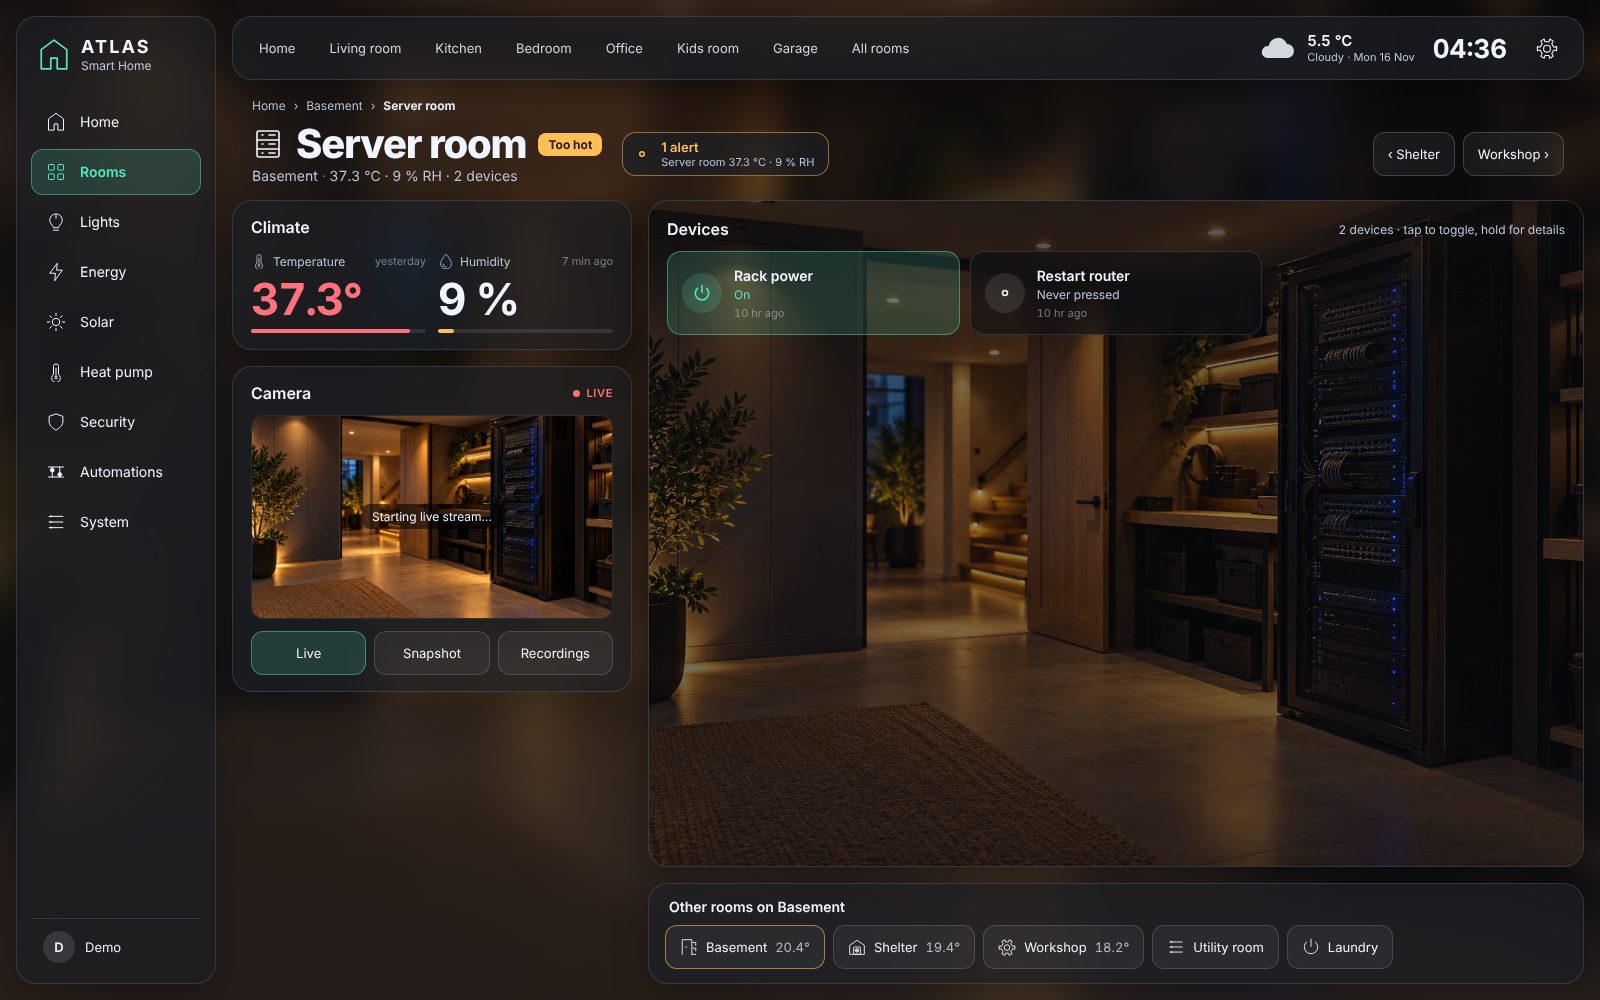 ATLAS
Smart Home
Home
Rooms
Lights
Energy
Solar
Heat pump
Security
Automations
System
D Demo
Home Living room Kitchen Bedroom Office Kids room Garage All rooms
5.5 °C
Cloudy · Mon 16 Nov
04:36
Home › Basement › Server room
Server room Too hot
Basement · 37.3 °C · 9 % RH · 2 devices
1 alert
Server room 37.3 °C · 9 % RH
‹ Shelter
Workshop ›
Climate
Temperature yesterday
37.3°
Humidity 7 min ago
9 %
Camera LIVE
Starting live stream...
Live Snapshot Recordings
Devices 2 devices · tap to toggle, hold for details
Rack power
On
10 hr ago
Restart router
Never pressed
10 hr ago
Other rooms on Basement
Basement 20.4° Shelter 19.4° Workshop 18.2° Utility room Laundry